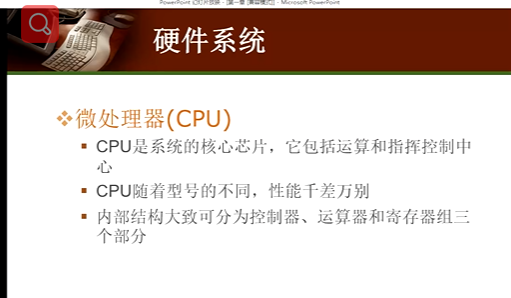 PowerPoint 幻灯片放映 - [第一章 [兼容模式]] - Microsoft PowerPoint
硬件系统
微处理器(CPU)
CPU是系统的核心芯片，它包括运算和指挥控制中
心
CPU随着型号的不同，性能千差万别
内部结构大致可分为控制器、运算器和寄存器组三
个部分